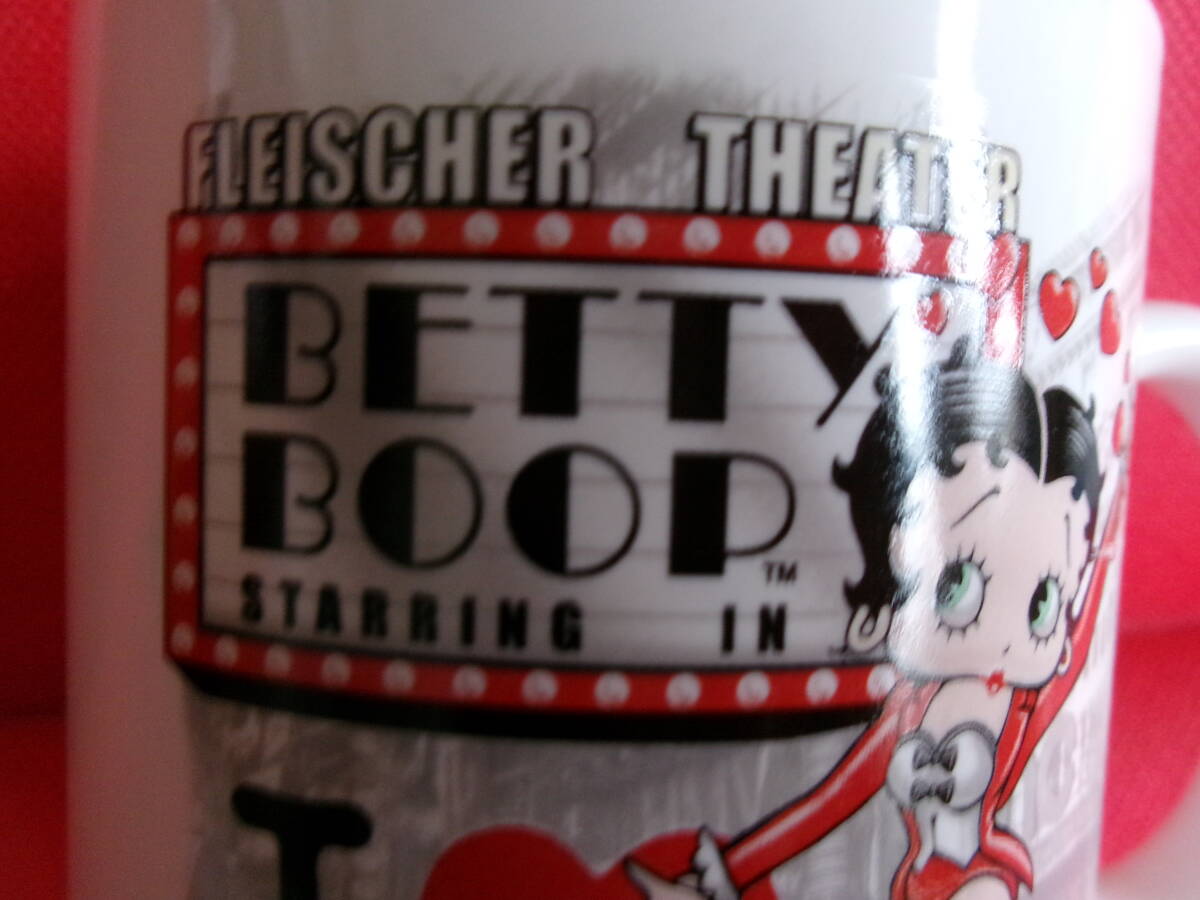 FLEISCHER THEATER
BETTY
BOOP™
STARRING IN
I